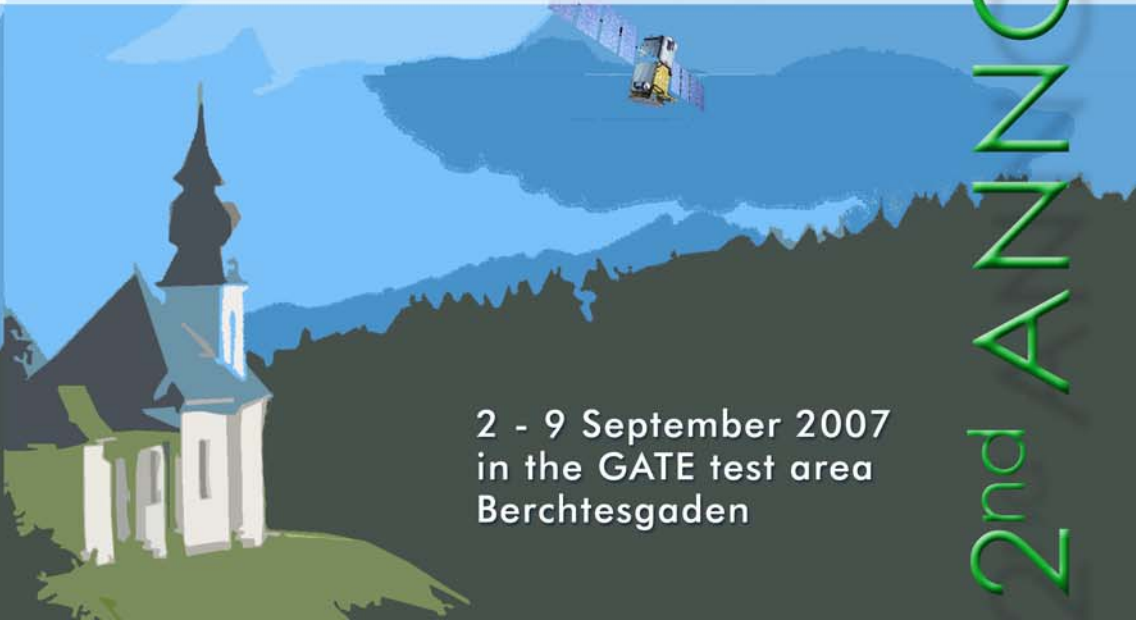 2 - 9 September 2007
in the GATE test area
Berchtesgaden
2nd ANNO